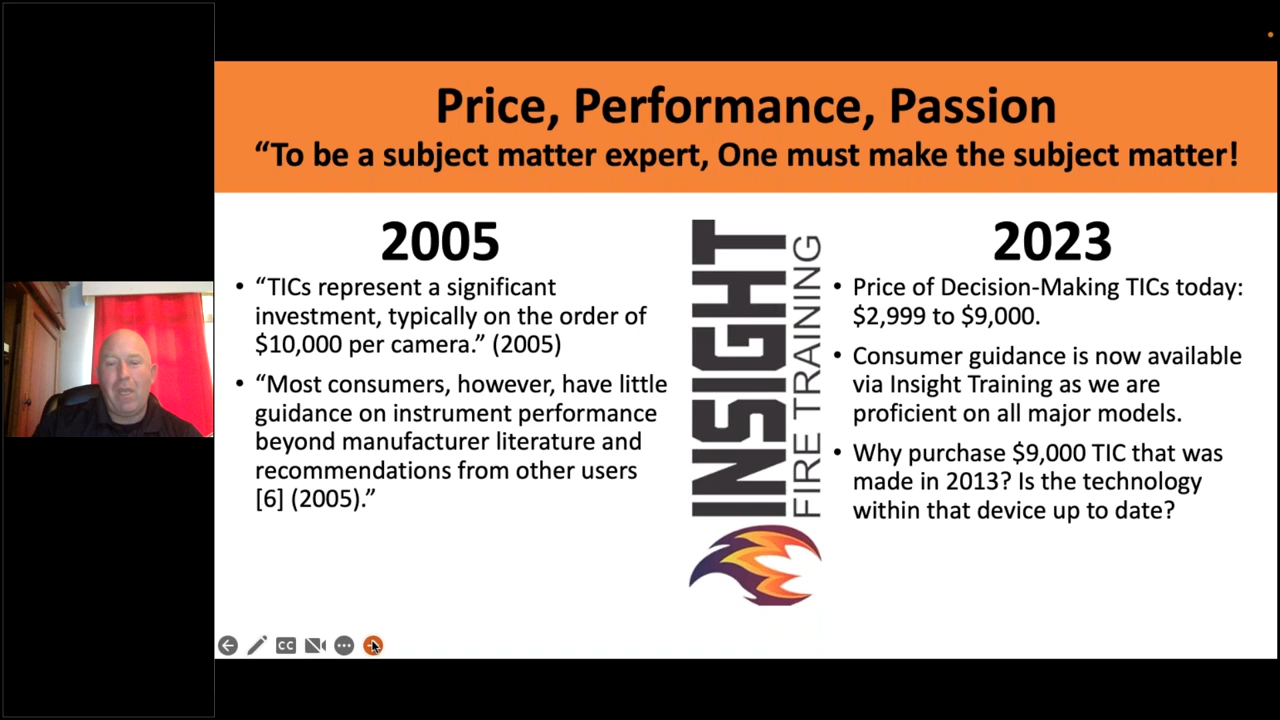 Price, Performance, Passion
“To be a subject matter expert, One must make the subject matter!
2005
• “TICs represent a significant
investment, typically on the order of
$10,000 per camera.” (2005)
• “Most consumers, however, have little
guidance on instrument performance
beyond manufacturer literature and
recommendations from other users
[6] (2005).”
INSIGHT
FIRE TRAINING
2023
• Price of Decision-Making TICs today:
$2,999 to $9,000.
• Consumer guidance is now available
via Insight Training as we are
proficient on all major models.
• Why purchase $9,000 TIC that was
made in 2013? Is the technology
within that device up to date?
CC